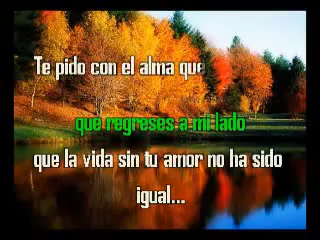 Te pido con el alma que
que regreses a mi lado
que la vida sin tu amor no ha sido
igual...